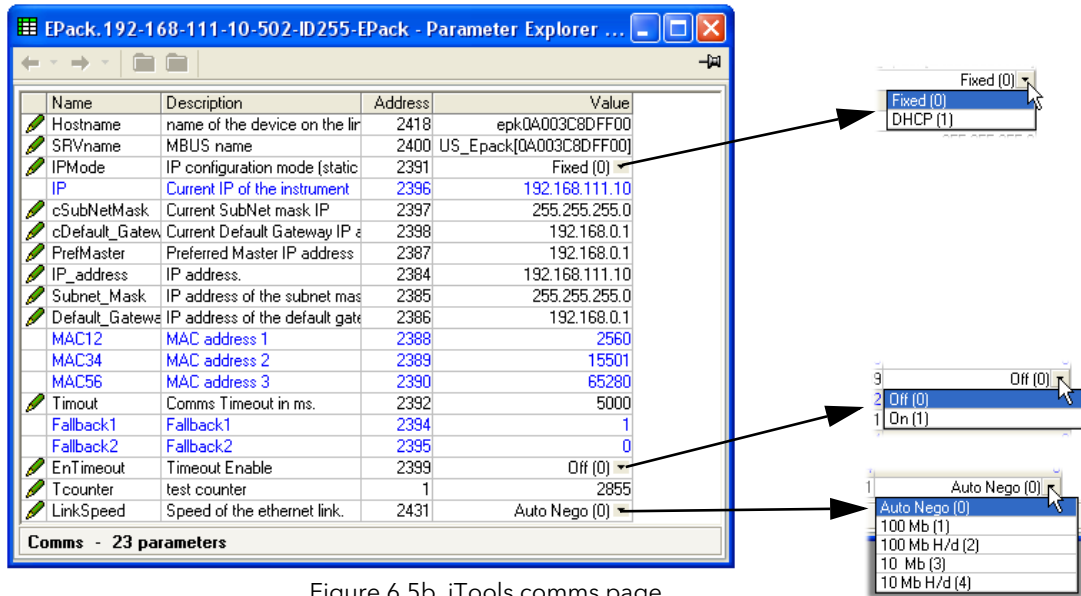 EPack.192-168-111-10-502-ID255-EPack - Parameter Explorer ...
Name Description Address Value
Hostname name of the device on the lin 2418 epk0A003C8DFF00
SRVname MBUS name 2400 US_Epack[0A003C8DFF00]
IPMode IP configuration mode (static 2391 Fixed (0)
IP Current IP of the instrument 2396 192.168.111.10
cSubNetMask Current SubNet mask IP 2397 255.255.255.0
cDefault_Gatew Current Default Gateway IP a 2398 192.168.0.1
PrefMaster Preferred Master IP address 2387 192.168.0.1
IP_address IP address. 2384 192.168.111.10
Subnet_Mask IP address of the subnet mas 2385 255.255.255.0
Default_Gatewa IP address of the default gate 2386 192.168.0.1
MAC12 MAC address 1 2388 2560
MAC34 MAC address 2 2389 15501
MAC56 MAC address 3 2390 65280
Timout Comms Timeout in ms. 2392 5000
Fallback1 Fallback1 2394 1
Fallback2 Fallback2 2395 0
EnTimeout Timeout Enable 2399 Off (0)
Tcounter test counter 1 2855
LinkSpeed Speed of the ethernet link. 2431 Auto Nego (0)
Comms - 23 parameters
Fixed (0)
Fixed (0)
DHCP (1)
9 Off (0)
2 Off (0)
1 On (1)
1 Auto Nego (0)
Auto Nego (0)
100 Mb (1)
100 Mb H/d (2)
10 Mb (3)
10 Mb H/d (4)
Figure 6.5b iTools comms page